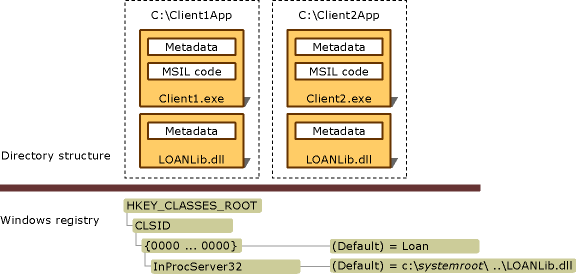 C:\Client1App
C:\Client2App
Metadata
MSIL code
Client1.exe
Metadata
MSIL code
Client2.exe
Metadata
LOANLib.dll
Metadata
LOANLib.dll
Directory structure
Windows registry
HKEY_CLASSES_ROOT
CLSID
{0000 ... 0000}
(Default) = Loan
InProcServer32
(Default) = c:\systemroot\ ..\LOANLib.dll